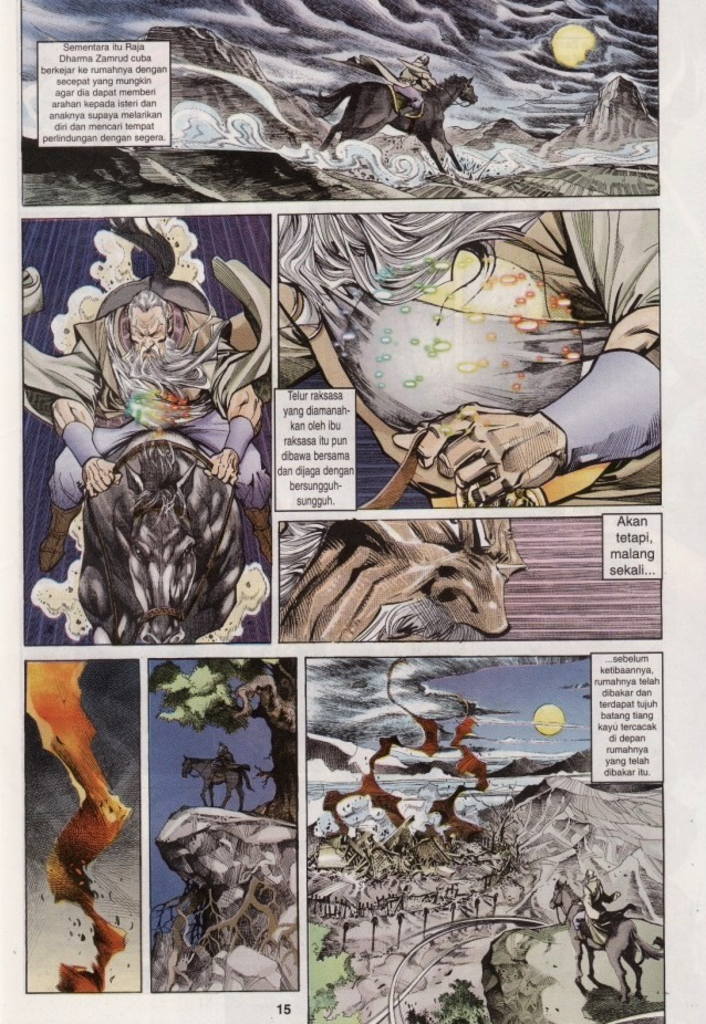 Sementara itu Raja
Dharma Zamrud cuba
berkejar ke rumahnya dengan
secepat yang mungkin
agar dia dapat memberi
arahan kepada isteri dan
anaknya supaya melarikan
diri dan mencari tempat
perlindungan dengan segera.
Telur raksasa
yang diamanah-
kan oleh ibu
raksasa itu pun
dibawa bersama
dan dijaga dengan
bersungguh-
sungguh.
Akan
tetapi,
malang
sekali...
...sebelum
ketibaannya,
rumahnya telah
dibakar dan
terdapat tujuh
batang tiang
kayu tercacak
di depan
rumahnya
yang telah
dibakar itu.
15